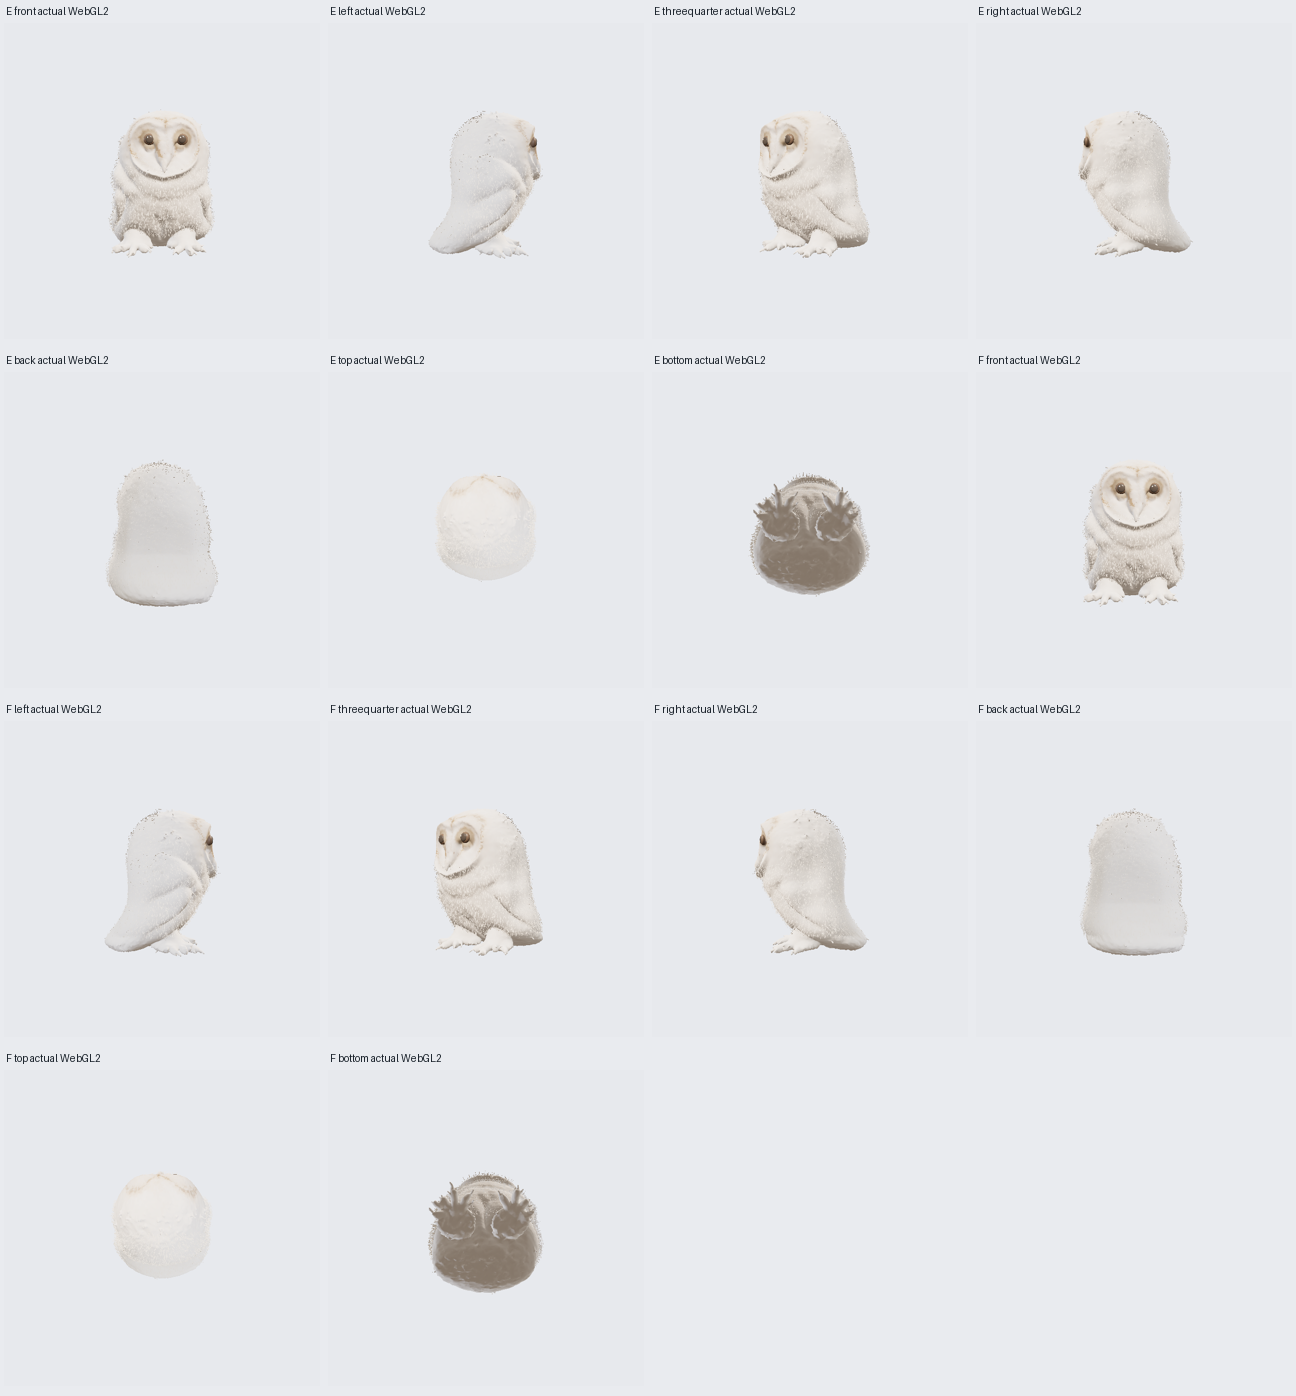 E front actual WebGL2
E left actual WebGL2
E threequarter actual WebGL2
E right actual WebGL2
E back actual WebGL2
E top actual WebGL2
E bottom actual WebGL2
F front actual WebGL2
F left actual WebGL2
F threequarter actual WebGL2
F right actual WebGL2
F back actual WebGL2
F top actual WebGL2
F bottom actual WebGL2